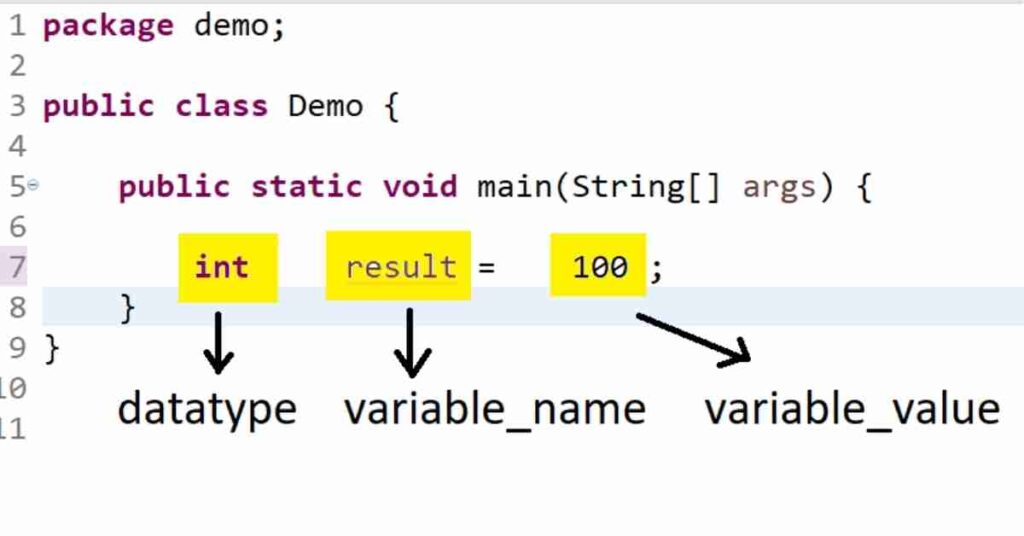 1 package demo;
2
3 public class Demo {
4
5 public static void main(String[] args) {
6
7 int result = 100 ;
8 }
9 }
10
11
datatype variable_name variable_value